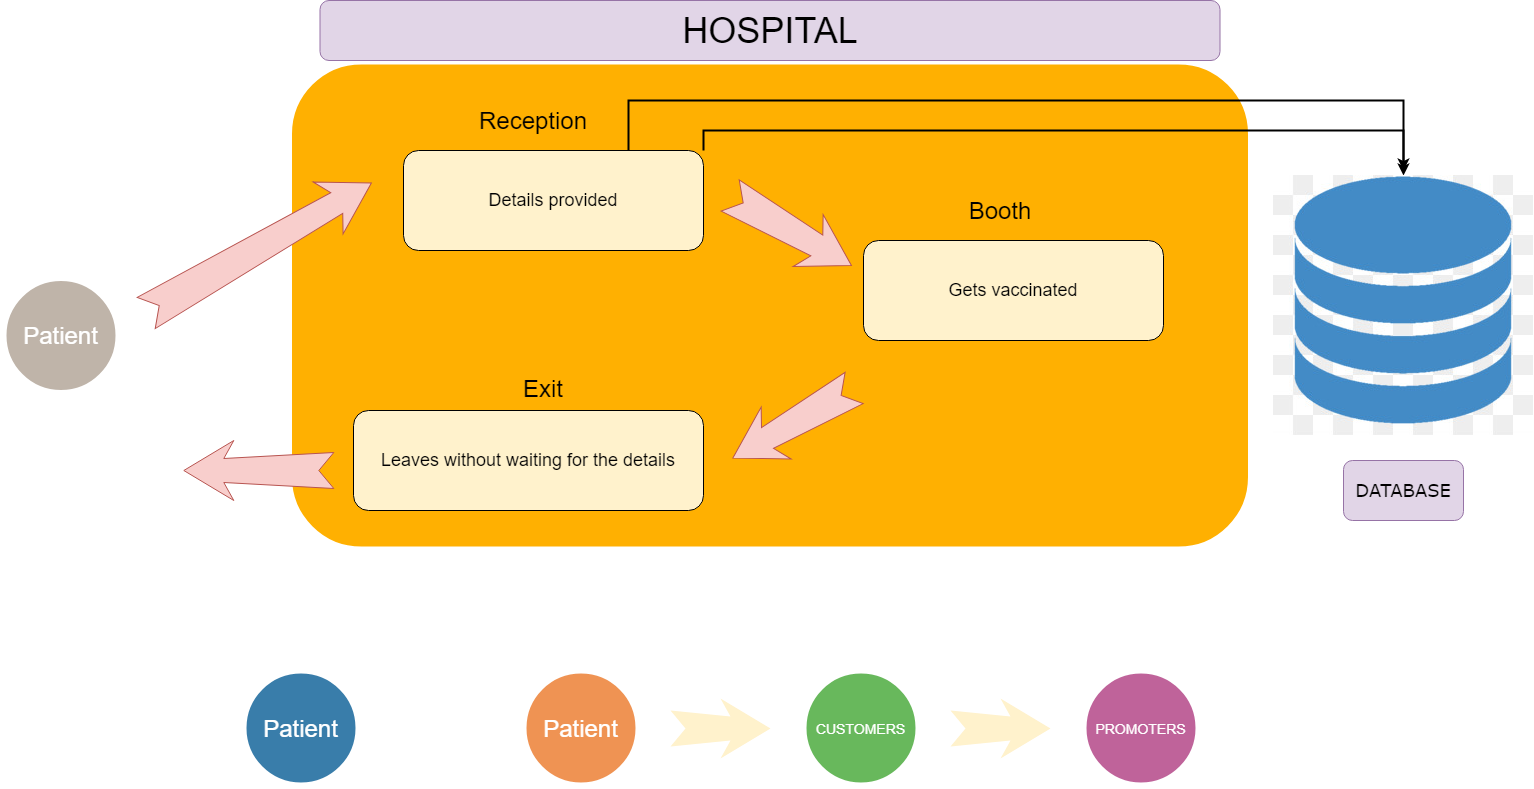 HOSPITAL
Reception
Details provided
Booth
Gets vaccinated
Patient
Exit
Leaves without waiting for the details
DATABASE
Patient
Patient
CUSTOMERS
PROMOTERS